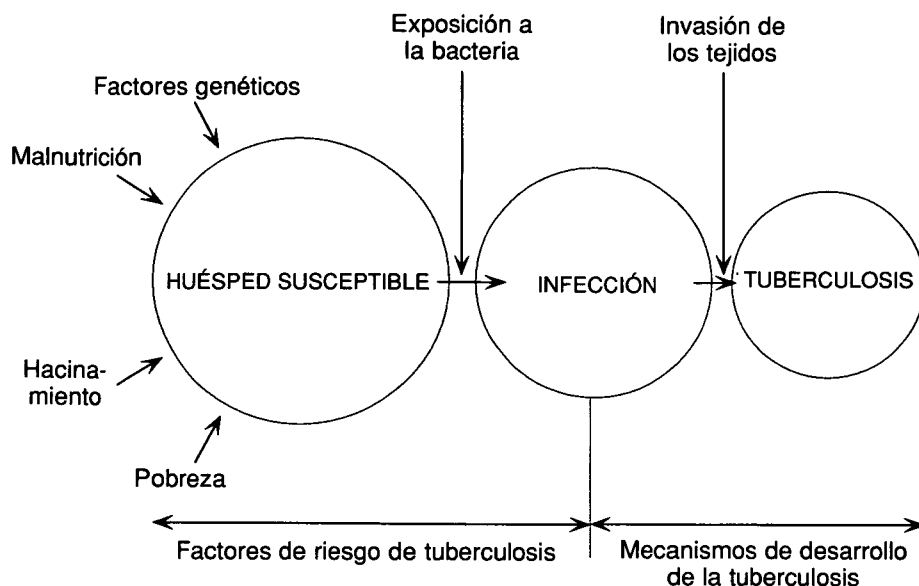 Exposición a
la bacteria
Invasión de
los tejidos
Factores genéticos
Malnutrición
HUÉSPED SUSCEPTIBLE
INFECCIÓN
TUBERCULOSIS
Hacina-
miento
Pobreza
Factores de riesgo de tuberculosis
Mecanismos de desarrollo
de la tuberculosis